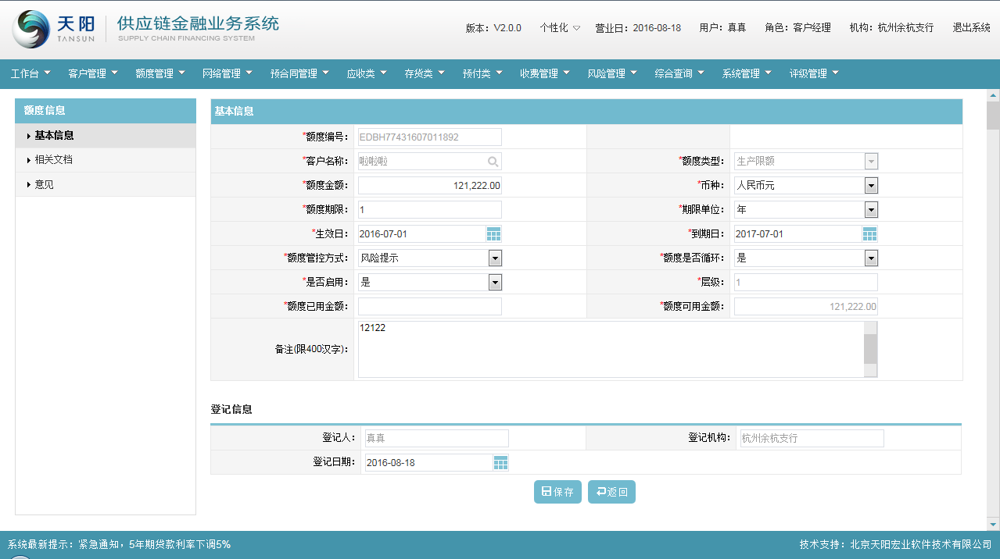 天阳 TANSUN 供应链金融业务系统 SUPPLY CHAIN FINANCING SYSTEM
版本：V2.0.0 个性化 营业日：2016-08-18 用户：真真 角色：客户经理 机构：杭州余杭支行 退出系统
工作台 客户管理 额度管理 网络管理 预合同管理 应收类 存货类 预付类 收费管理 风险管理 综合查询 系统管理 评级管理
额度信息
基本信息
相关文档
意见
基本信息
*额度编号： EDBH77431607011892
*客户名称： 啦啦啦 *额度类型： 生产限额
*额度金额： 121,222.00 *币种： 人民币元
*额度期限： 1 *期限单位： 年
*生效日： 2016-07-01 *到期日： 2017-07-01
*额度管控方式： 风险提示 *额度是否循环： 是
*是否启用： 是 *层级： 1
*额度已用金额： *额度可用金额： 121,222.00
备注(限400汉字)： 12122
登记信息
登记人： 真真 登记机构： 杭州余杭支行
登记日期： 2016-08-18
保存 返回
系统最新提示：紧急通知，5年期贷款利率下调5% 技术支持：北京天阳宏业软件技术有限公司